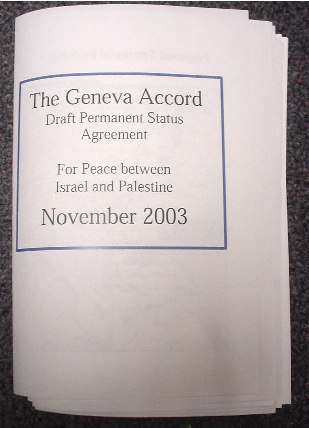 The Geneva Accord
Draft Permanent Status
Agreement
For Peace between
Israel and Palestine
November 2003